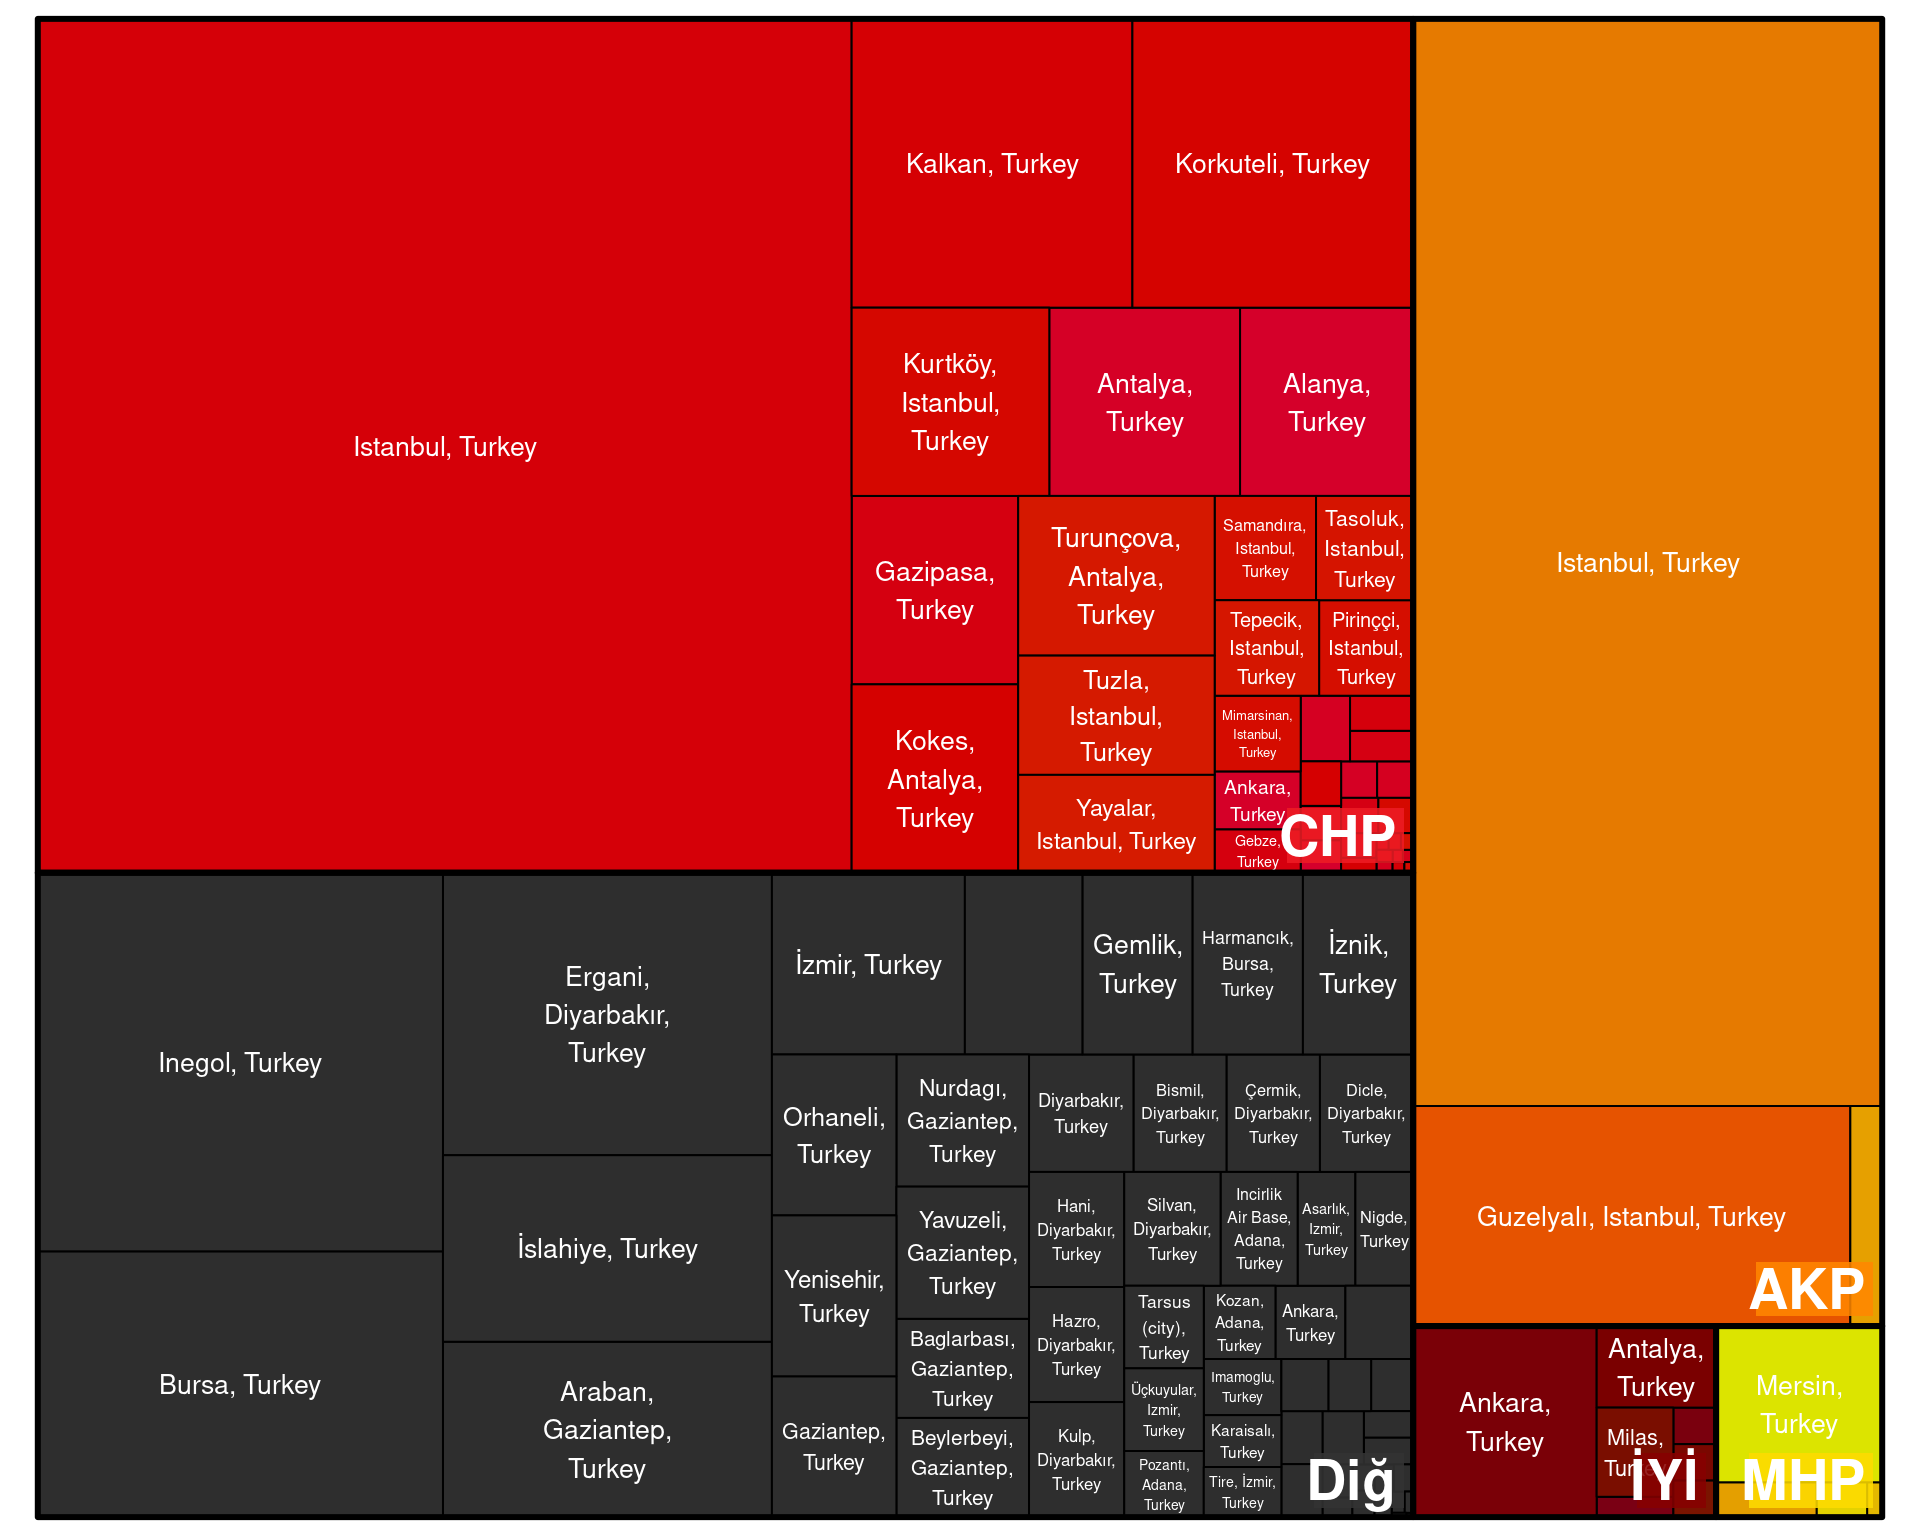 Istanbul, Turkey
Kalkan, Turkey
Korkuteli, Turkey
Kurtköy,
Istanbul,
Turkey
Antalya,
Turkey
Alanya,
Turkey
Gazipasa,
Turkey
Kokes,
Antalya,
Turkey
Turunçova,
Antalya,
Turkey
Tuzla,
Istanbul,
Turkey
Yayalar,
Istanbul, Turkey
Samandıra,
Istanbul,
Turkey
Tasoluk,
Istanbul,
Turkey
Tepecik,
Istanbul,
Turkey
Pirinççi,
Istanbul,
Turkey
Mimarsinan,
Istanbul,
Turkey
Ankara,
Turkey
Gebze,
Turkey
CHP
Istanbul, Turkey
Guzelyalı, Istanbul, Turkey
AKP
Inegol, Turkey
Bursa, Turkey
Ergani,
Diyarbakır,
Turkey
İslahiye, Turkey
Araban,
Gaziantep,
Turkey
İzmir, Turkey
Gemlik,
Turkey
Harmancık,
Bursa,
Turkey
İznik,
Turkey
Orhaneli,
Turkey
Yenisehir,
Turkey
Gaziantep,
Turkey
Nurdagı,
Gaziantep,
Turkey
Yavuzeli,
Gaziantep,
Turkey
Baglarbası,
Gaziantep,
Turkey
Beylerbeyi,
Gaziantep,
Turkey
Diyarbakır,
Turkey
Bismil,
Diyarbakır,
Turkey
Çermik,
Diyarbakır,
Turkey
Dicle,
Diyarbakır,
Turkey
Hani,
Diyarbakır,
Turkey
Hazro,
Diyarbakır,
Turkey
Kulp,
Diyarbakır,
Turkey
Silvan,
Diyarbakır,
Turkey
Incirlik
Air Base,
Adana,
Turkey
Asarlık,
Izmir,
Turkey
Nigde,
Turkey
Tarsus
(city),
Turkey
Üçkuyular,
Izmir,
Turkey
Pozantı,
Adana,
Turkey
Kozan,
Adana,
Turkey
Ankara,
Turkey
Imamoglu,
Turkey
Karaisalı,
Turkey
Tire, İzmir,
Turkey
Diğ
Ankara,
Turkey
Antalya,
Turkey
Milas,
Turkey
İYİ
Mersin,
Turkey
MHP